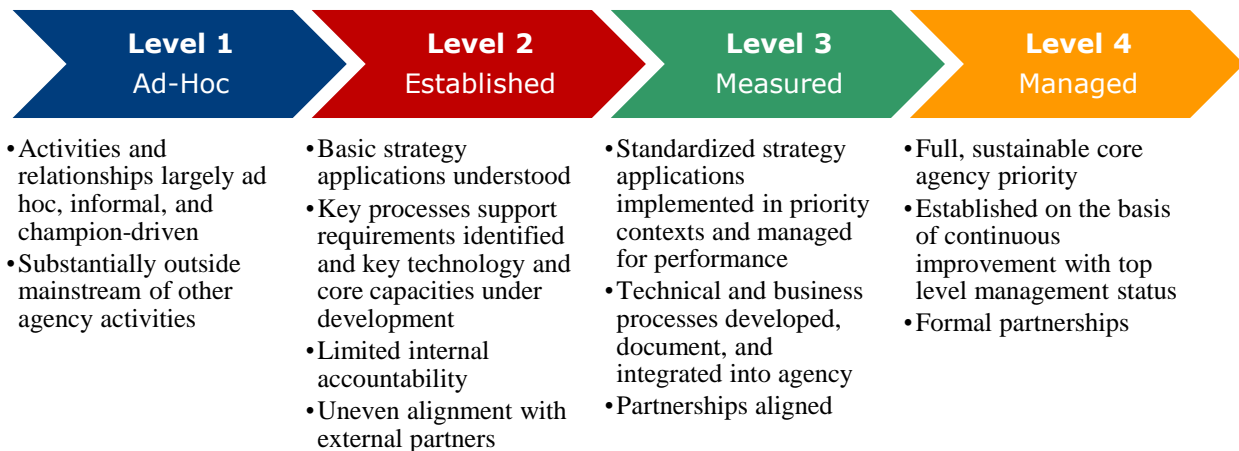 Level 1
Ad-Hoc
Level 2
Established
Level 3
Measured
Level 4
Managed
•Activities and
relationships largely ad
hoc, informal, and
champion-driven
•Substantially outside
mainstream of other
agency activities
•Basic strategy
applications understood
•Key processes support
requirements identified
and key technology and
core capacities under
development
•Limited internal
accountability
•Uneven alignment with
external partners
•Standardized strategy
applications
implemented in priority
contexts and managed
for performance
•Technical and business
processes developed,
document, and
integrated into agency
•Partnerships aligned
•Full, sustainable core
agency priority
•Established on the basis
of continuous
improvement with top
level management status
•Formal partnerships